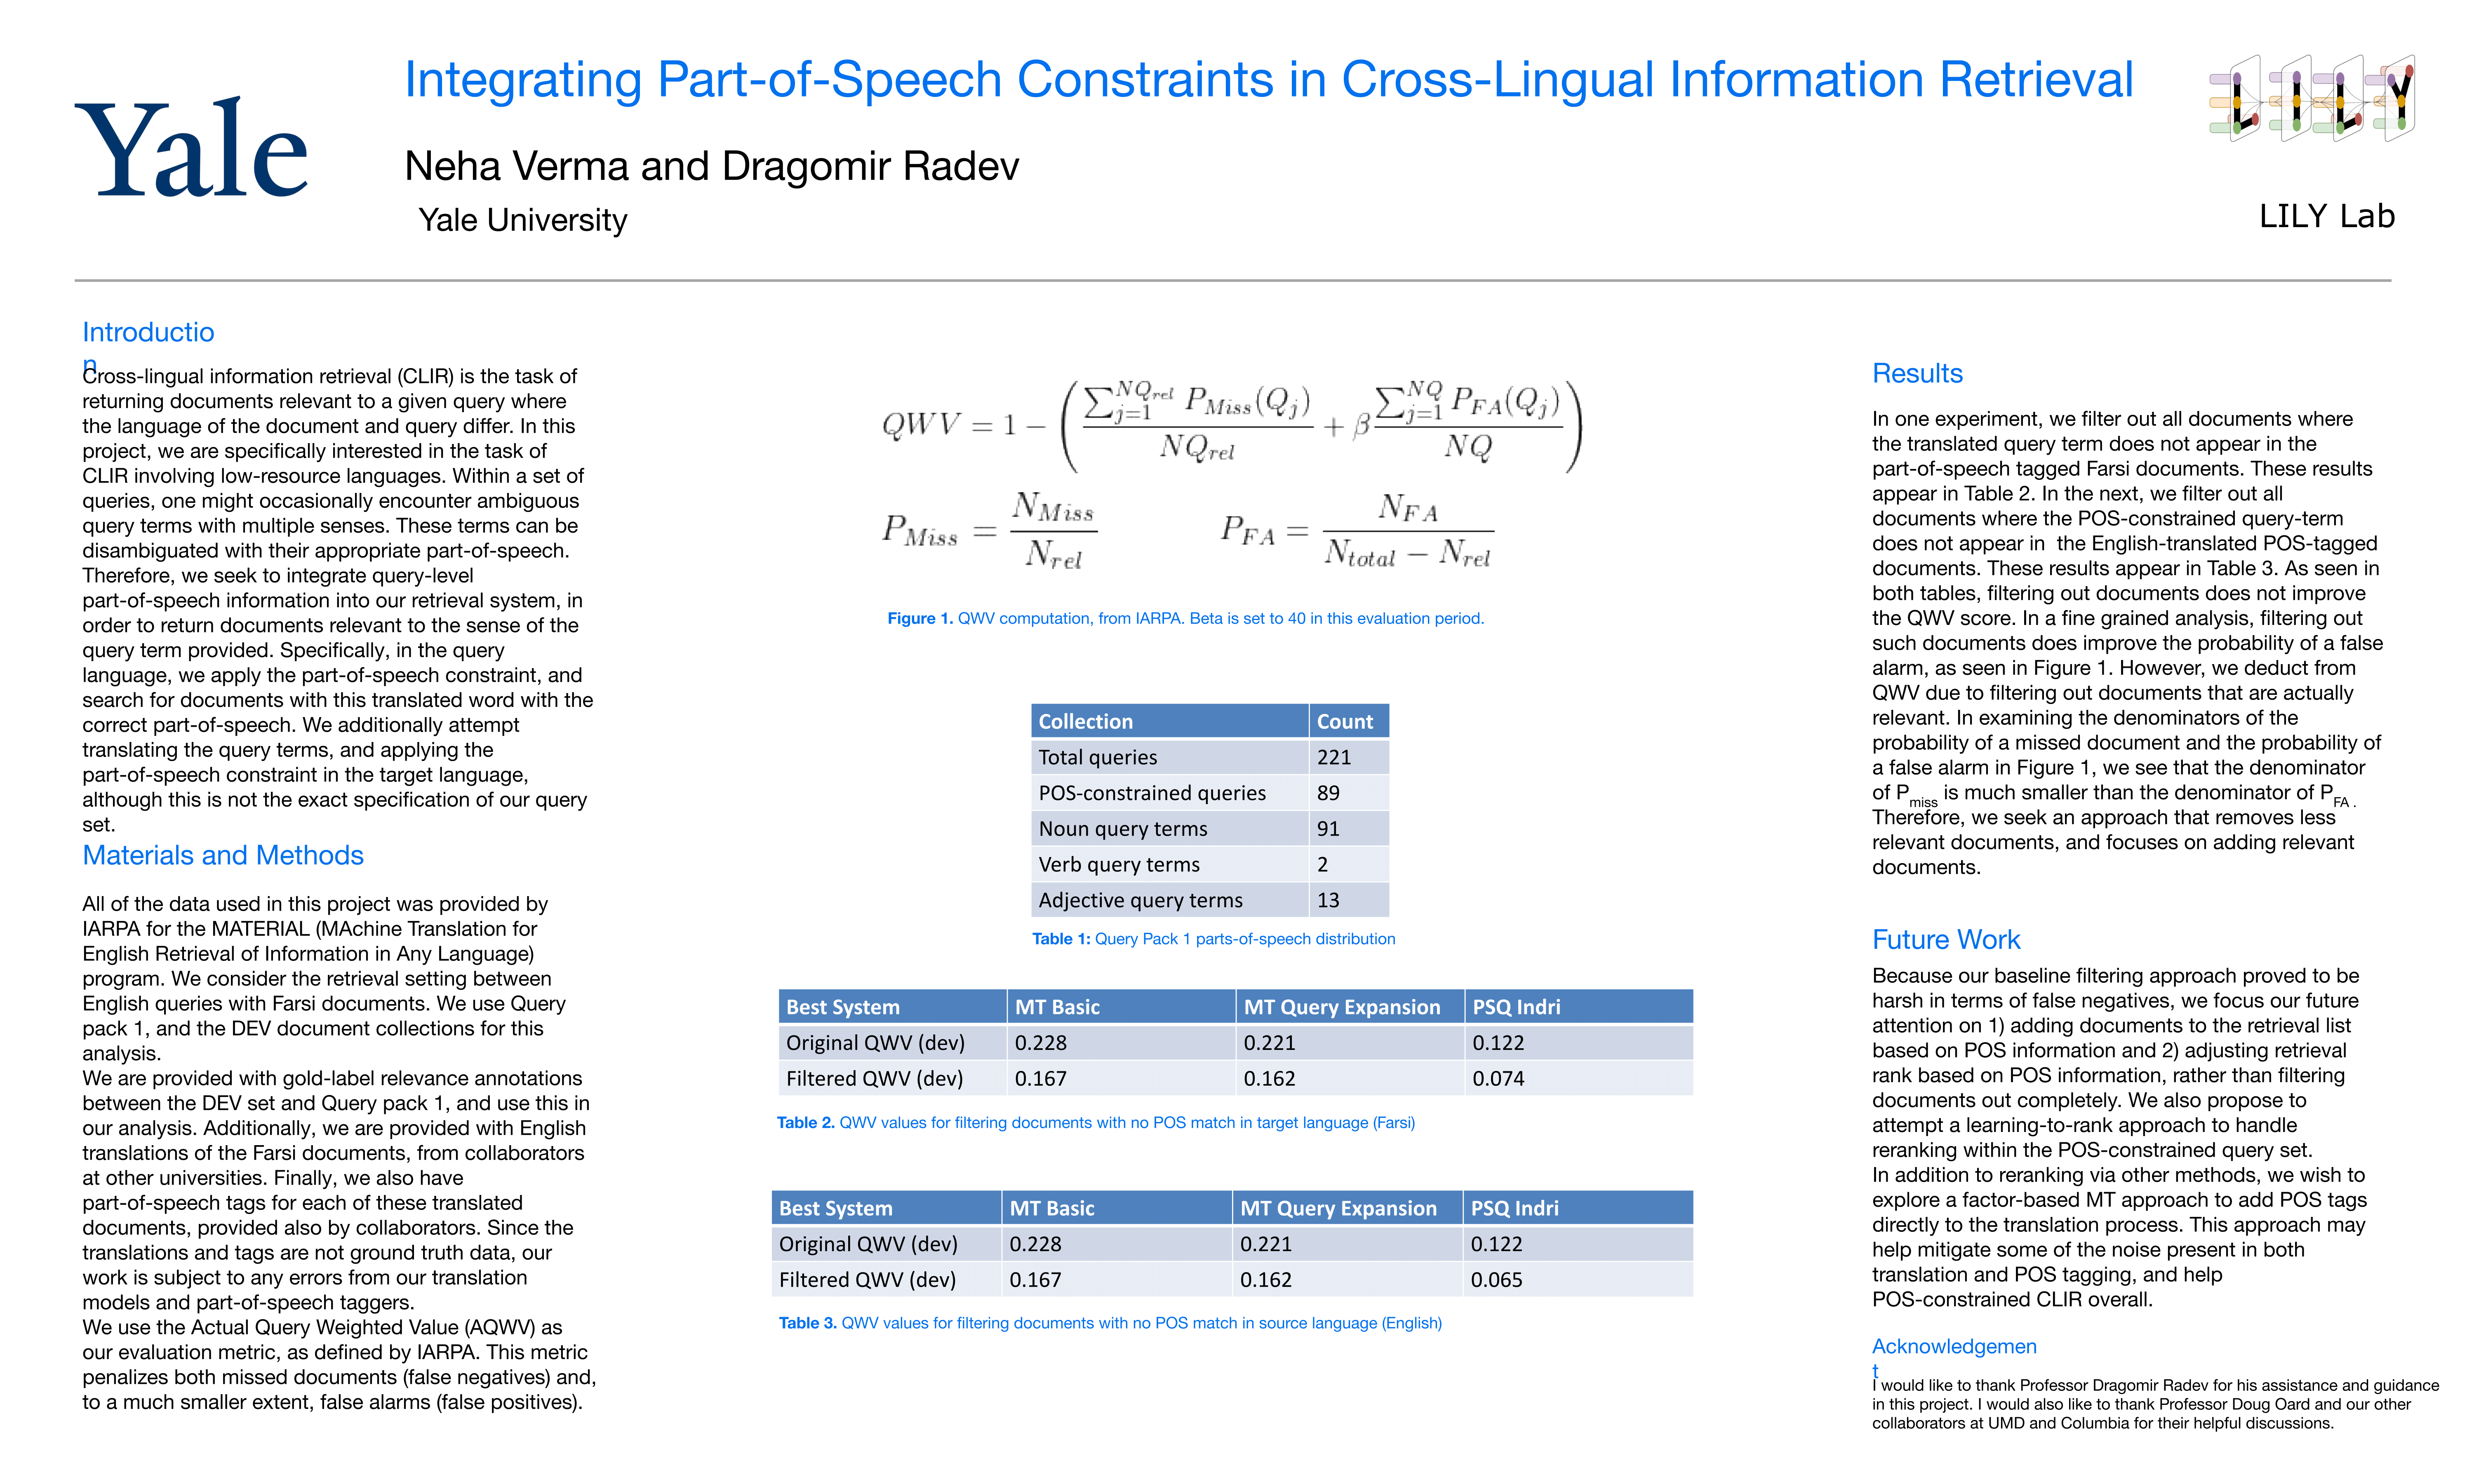 Yale
Integrating Part-of-Speech Constraints in Cross-Lingual Information Retrieval
Neha Verma and Dragomir Radev
Yale University
LILY
LILY Lab
Introductio
n
Cross-lingual information retrieval (CLIR) is the task of
returning documents relevant to a given query where
the language of the document and query differ. In this
project, we are specifically interested in the task of
CLIR involving low-resource languages. Within a set of
queries, one might occasionally encounter ambiguous
query terms with multiple senses. These terms can be
disambiguated with their appropriate part-of-speech.
Therefore, we seek to integrate query-level
part-of-speech information into our retrieval system, in
order to return documents relevant to the sense of the
query term provided. Specifically, in the query
language, we apply the part-of-speech constraint, and
search for documents with this translated word with the
correct part-of-speech. We additionally attempt
translating the query terms, and applying the
part-of-speech constraint in the target language,
although this is not the exact specification of our query
set.
Materials and Methods
All of the data used in this project was provided by
IARPA for the MATERIAL (MAchine Translation for
English Retrieval of Information in Any Language)
program. We consider the retrieval setting between
English queries with Farsi documents. We use Query
pack 1, and the DEV document collections for this
analysis.
We are provided with gold-label relevance annotations
between the DEV set and Query pack 1, and use this in
our analysis. Additionally, we are provided with English
translations of the Farsi documents, from collaborators
at other universities. Finally, we also have
part-of-speech tags for each of these translated
documents, provided also by collaborators. Since the
translations and tags are not ground truth data, our
work is subject to any errors from our translation
models and part-of-speech taggers.
We use the Actual Query Weighted Value (AQWV) as
our evaluation metric, as defined by IARPA. This metric
penalizes both missed documents (false negatives) and,
to a much smaller extent, false alarms (false positives).
QWV = 1 − ( ∑_{j=1}^{NQ_{rel}} P_{Miss}(Q_j) / NQ_{rel} + β ∑_{j=1}^{NQ} P_{FA}(Q_j) / NQ )
P_{Miss} = N_{Miss} / N_{rel} P_{FA} = N_{FA} / (N_{total} − N_{rel})
Figure 1. QWV computation, from IARPA. Beta is set to 40 in this evaluation period.
Collection Count
Total queries 221
POS-constrained queries 89
Noun query terms 91
Verb query terms 2
Adjective query terms 13
Table 1: Query Pack 1 parts-of-speech distribution
Best System MT Basic MT Query Expansion PSQ Indri
Original QWV (dev) 0.228 0.221 0.122
Filtered QWV (dev) 0.167 0.162 0.074
Table 2. QWV values for filtering documents with no POS match in target language (Farsi)
Best System MT Basic MT Query Expansion PSQ Indri
Original QWV (dev) 0.228 0.221 0.122
Filtered QWV (dev) 0.167 0.162 0.065
Table 3. QWV values for filtering documents with no POS match in source language (English)
Results
In one experiment, we filter out all documents where
the translated query term does not appear in the
part-of-speech tagged Farsi documents. These results
appear in Table 2. In the next, we filter out all
documents where the POS-constrained query-term
does not appear in  the English-translated POS-tagged
documents. These results appear in Table 3. As seen in
both tables, filtering out documents does not improve
the QWV score. In a fine grained analysis, filtering out
such documents does improve the probability of a false
alarm, as seen in Figure 1. However, we deduct from
QWV due to filtering out documents that are actually
relevant. In examining the denominators of the
probability of a missed document and the probability of
a false alarm in Figure 1, we see that the denominator
of P_{miss} is much smaller than the denominator of P_{FA .}
Therefore, we seek an approach that removes less
relevant documents, and focuses on adding relevant
documents.
Future Work
Because our baseline filtering approach proved to be
harsh in terms of false negatives, we focus our future
attention on 1) adding documents to the retrieval list
based on POS information and 2) adjusting retrieval
rank based on POS information, rather than filtering
documents out completely. We also propose to
attempt a learning-to-rank approach to handle
reranking within the POS-constrained query set.
In addition to reranking via other methods, we wish to
explore a factor-based MT approach to add POS tags
directly to the translation process. This approach may
help mitigate some of the noise present in both
translation and POS tagging, and help
POS-constrained CLIR overall.
Acknowledgemen
t
I would like to thank Professor Dragomir Radev for his assistance and guidance
in this project. I would also like to thank Professor Doug Oard and our other
collaborators at UMD and Columbia for their helpful discussions.